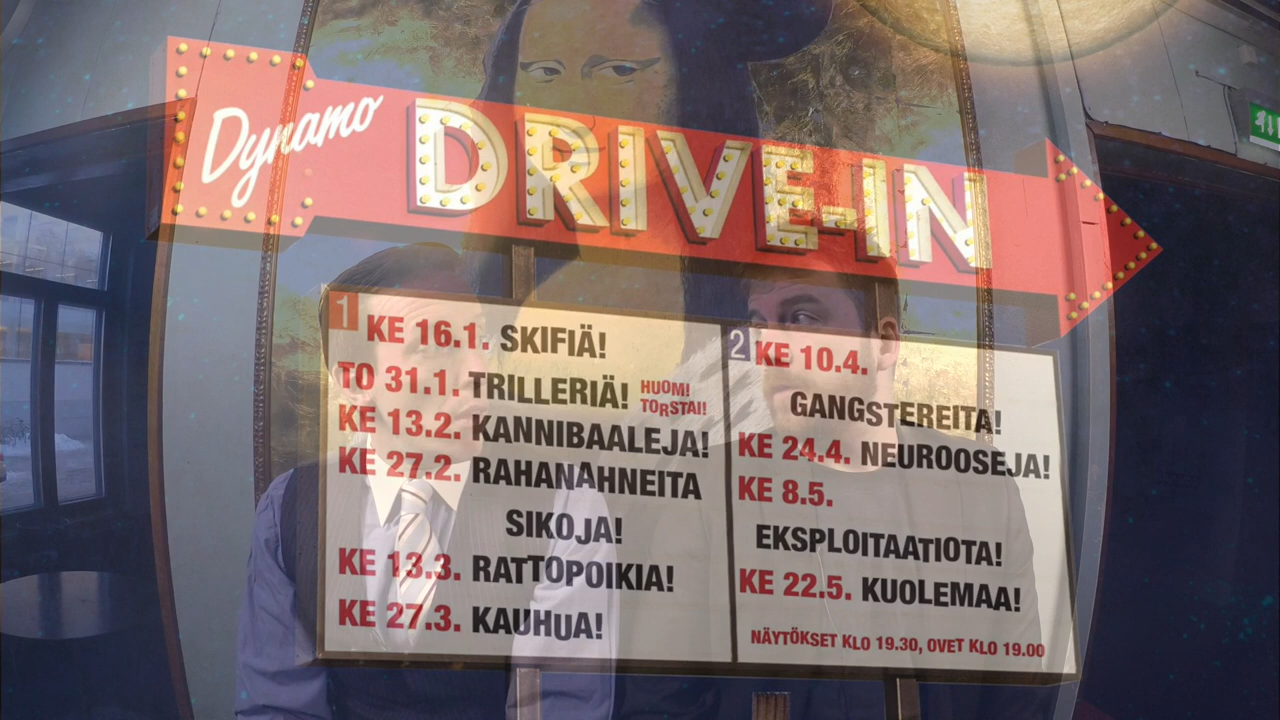 Dynamo DRIVE-IN
1
KE 16.1. SKIFIÄ!
TO 31.1. TRILLERIÄ! HUOM! TORSTAI!
KE 13.2. KANNIBAALEJA!
KE 27.2. RAHANAHNEITA
SIKOJA!
KE 13.3. RATTOPOIKIA!
KE 27.3. KAUHUA!
2
KE 10.4.
GANGSTEREITA!
KE 24.4. NEUROOSEJA!
KE 8.5.
EKSPLOITAATIOTA!
KE 22.5. KUOLEMAA!
NÄYTÖKSET KLO 19.30, OVET KLO 19.00